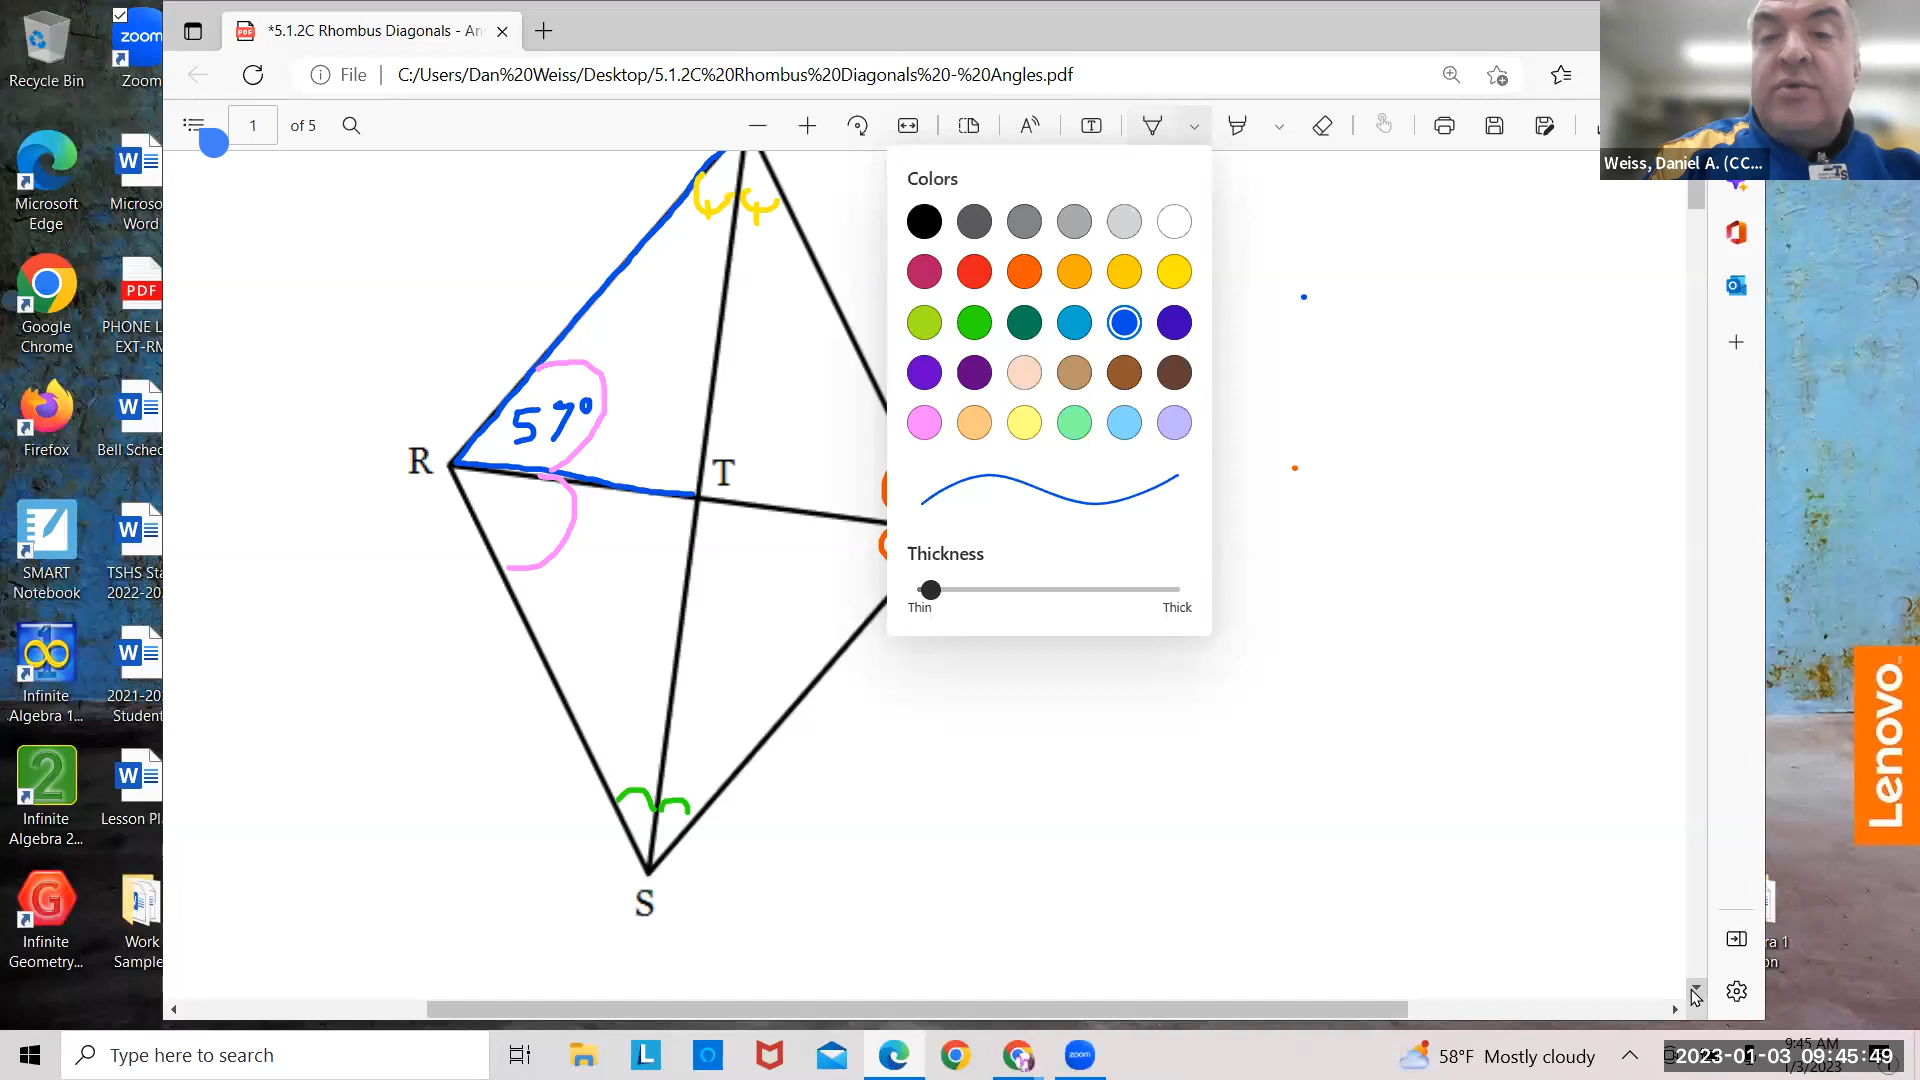 Recycle Bin
Zoom
zoom
*5.1.2C Rhombus Diagonals - An
File
C:/Users/Dan%20Weiss/Desktop/5.1.2C%20Rhombus%20Diagonals%20-%20Angles.pdf
1 of 5
Weiss, Daniel A. (CC...
Microsoft Edge
Microso Word
Google Chrome
PDF
PHONE L EXT-RM
Firefox
Bell Sched
SMART Notebook
TSHS Sta 2022-202
Infinite Algebra 1...
2021-20 Student
Infinite Algebra 2...
Lesson Pl
Infinite Geometry...
Work Sample
Colors
Thickness
Thin
Thick
57°
R
T
S
Lenovo
ra 1
on
Type here to search
58°F Mostly cloudy
9:45 AM
1/3/2023
2023-01-03 09:45:49